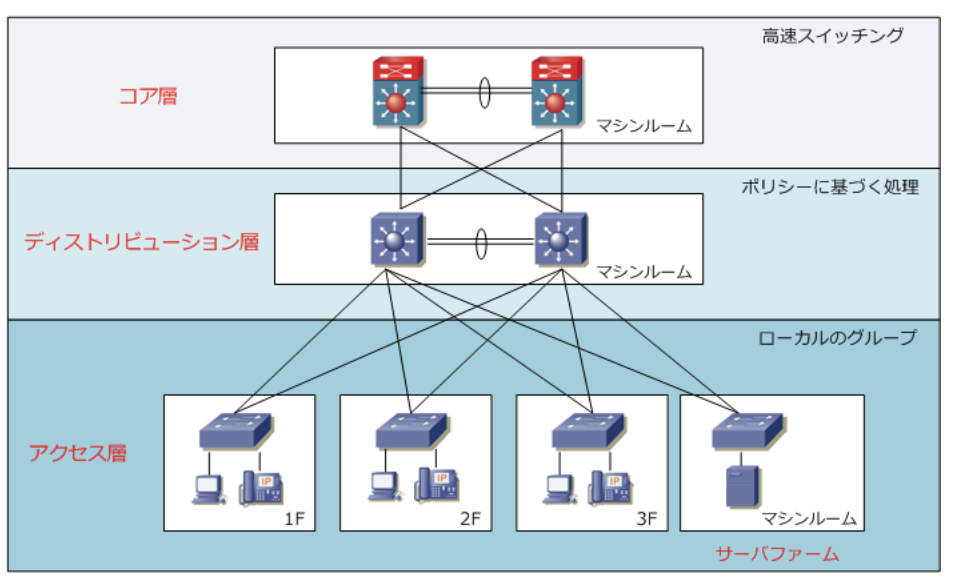 高速スイッチング
コア層
マシンルーム
ポリシーに基づく処理
ディストリビューション層
マシンルーム
ローカルのグループ
アクセス層
IP
IP
IP
1F
2F
3F
マシンルーム
サーバファーム